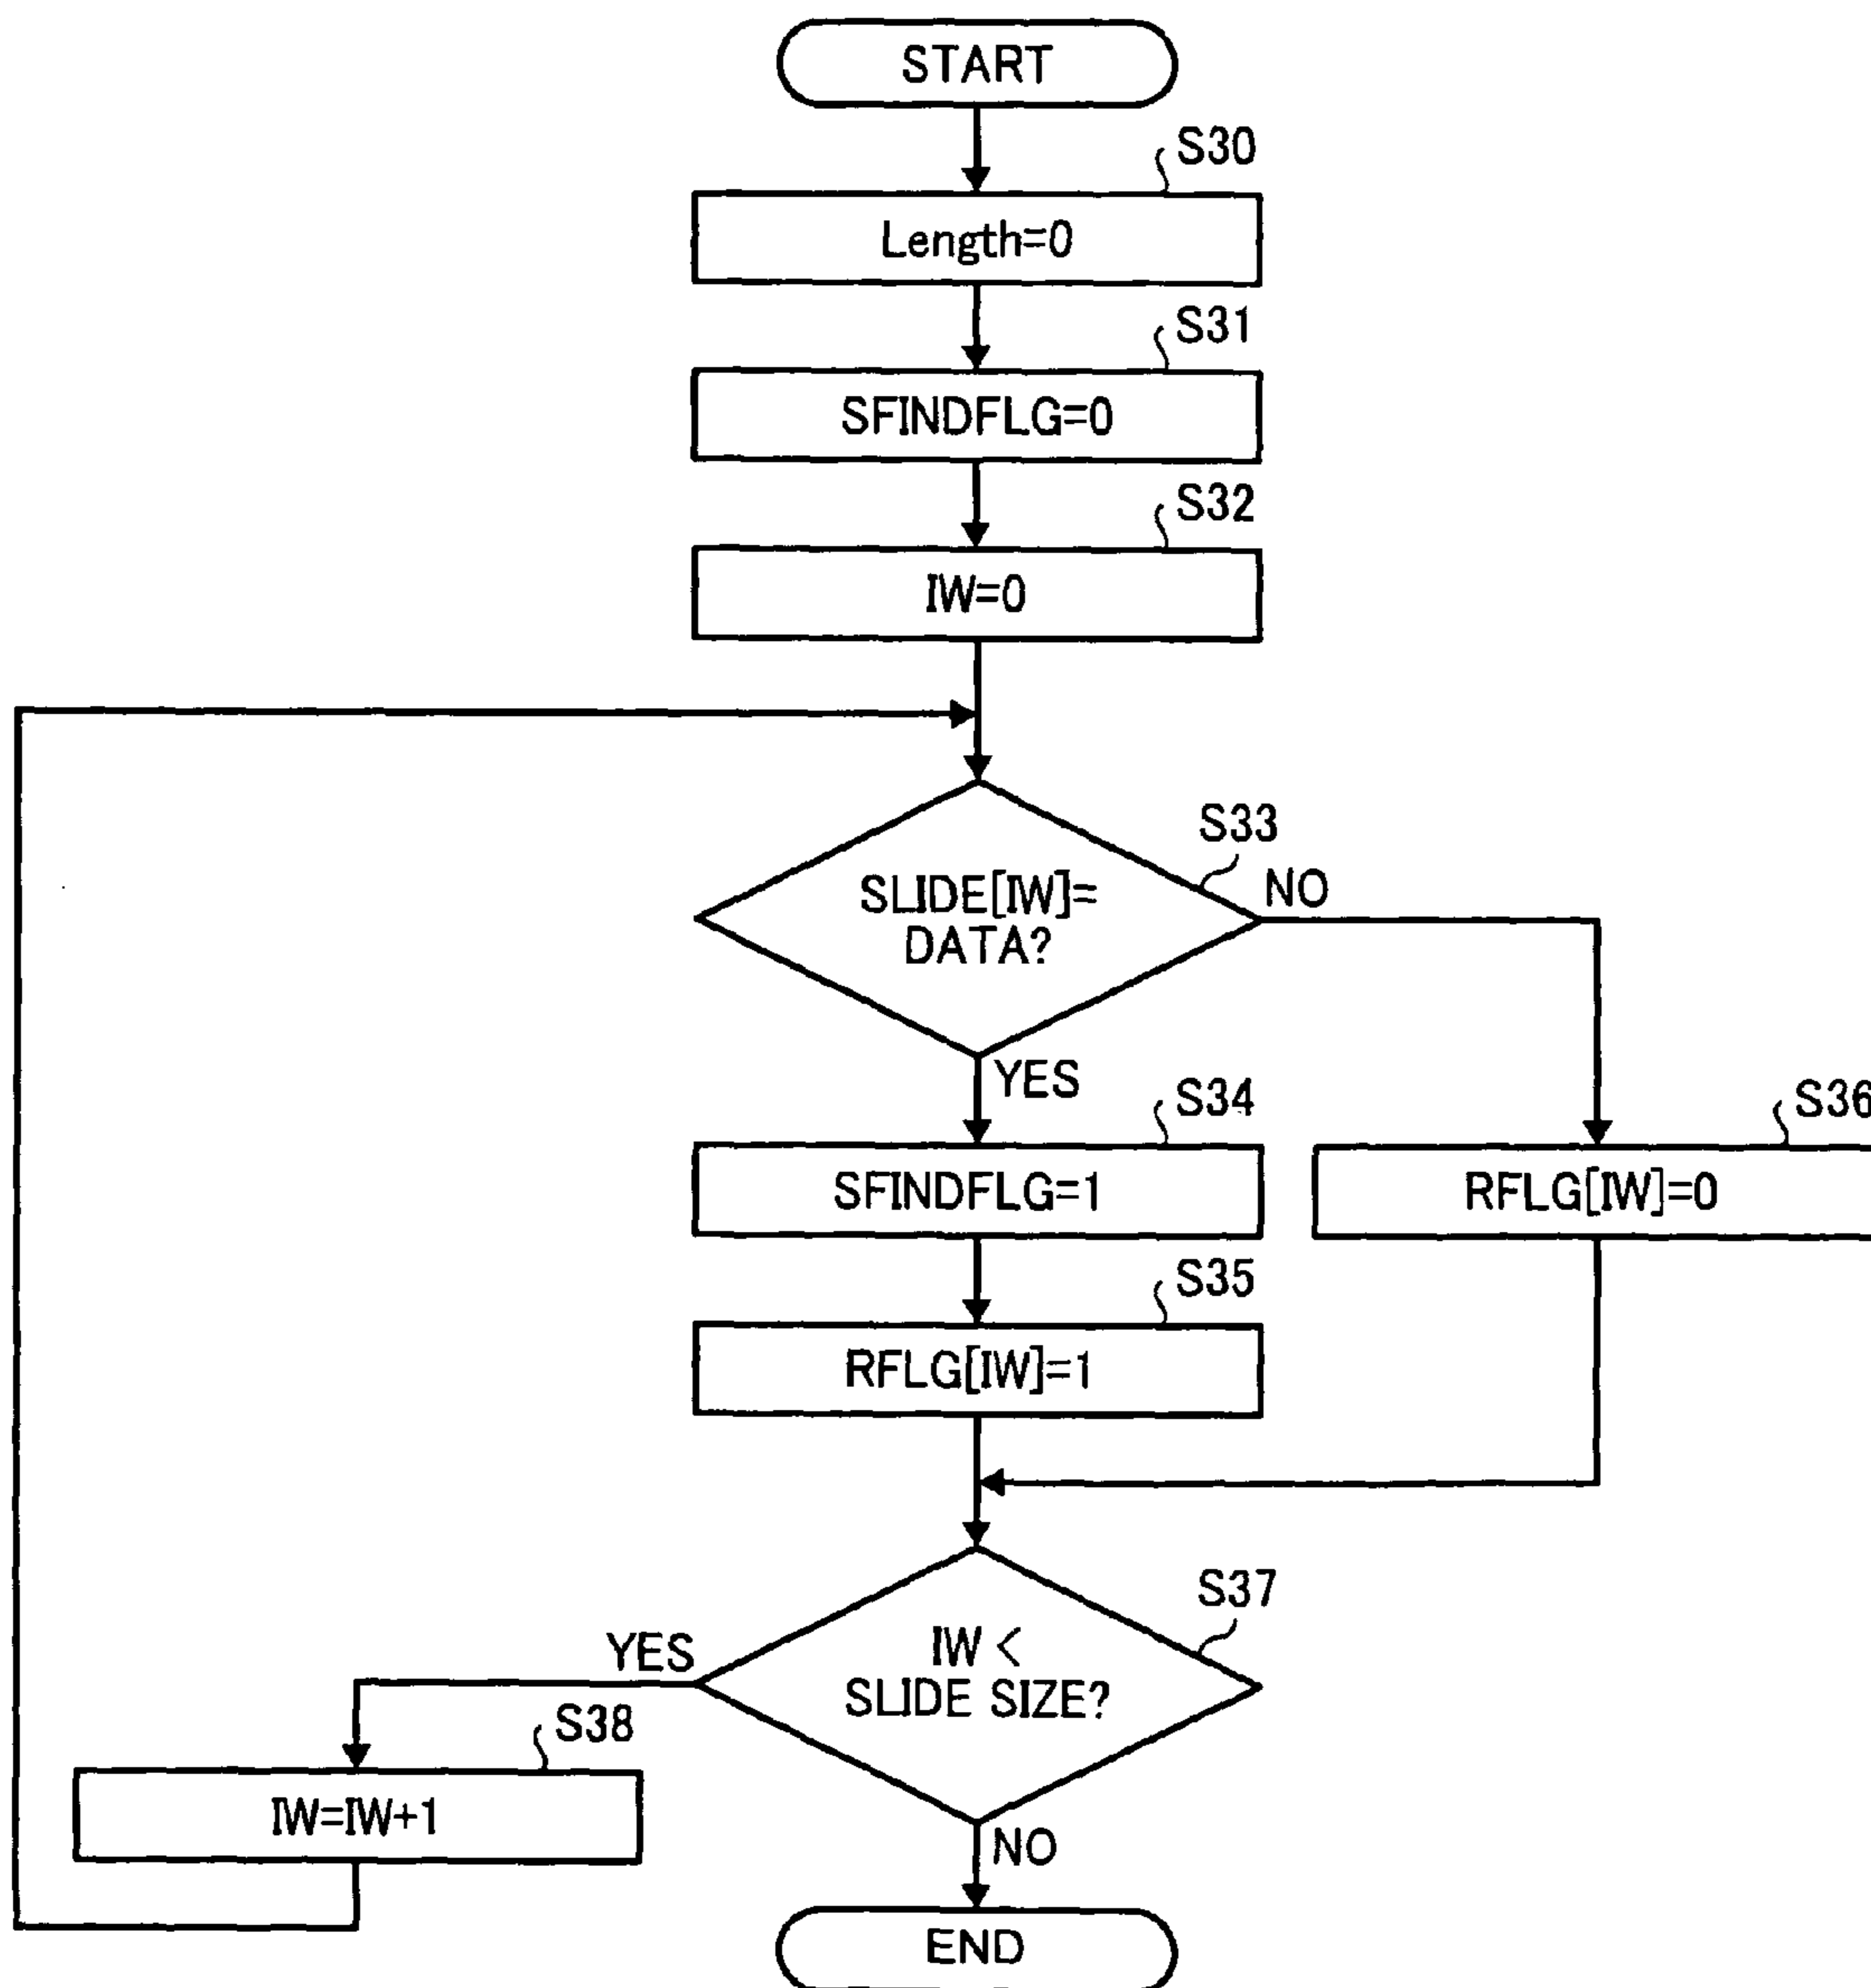 START
S30
Length=0
S31
SFINDFLG=0
S32
IW=0
S33
SLIDE[IW]=
DATA?
NO
YES
S34
SFINDFLG=1
S36
RFLG[IW]=0
S35
RFLG[IW]=1
S37
IW <
SLIDE SIZE?
YES
S38
IW=IW+1
NO
END